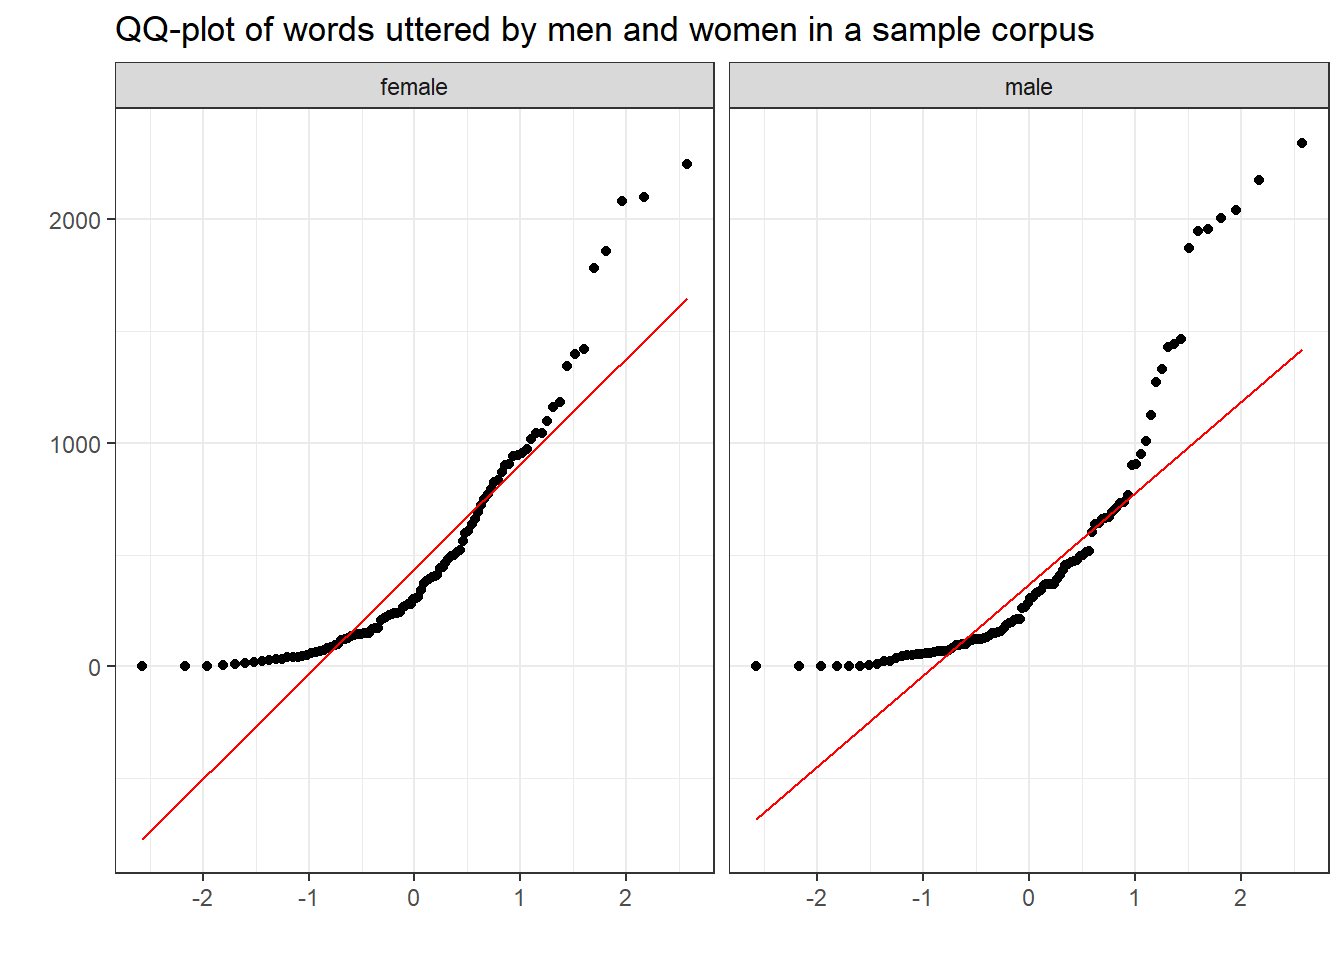 QQ-plot of words uttered by men and women in a sample corpus
female male
2000
1000
0
-2 -1 0 1 2 -2 -1 0 1 2